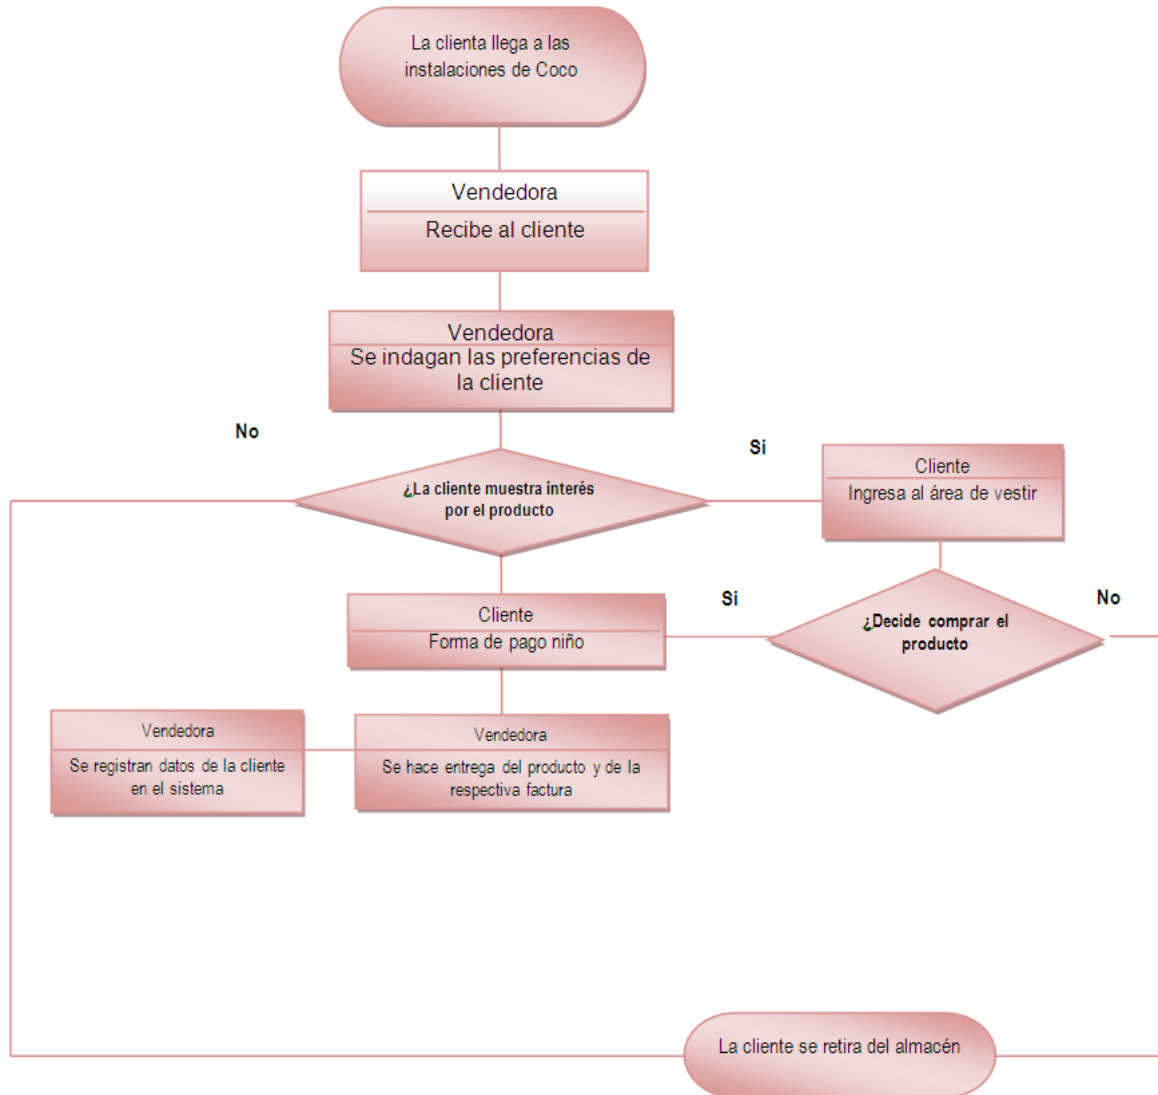 La clienta llega a las
instalaciones de Coco
Vendedora
Recibe al cliente
Vendedora
Se indagan las preferencias de
la cliente
No
Si
¿La cliente muestra interés
por el producto
Cliente
Ingresa al área de vestir
Cliente
Forma de pago niño
Si
¿Decide comprar el
producto
No
Vendedora
Se registran datos de la cliente
en el sistema
Vendedora
Se hace entrega del producto y de la
respectiva factura
La cliente se retira del almacén